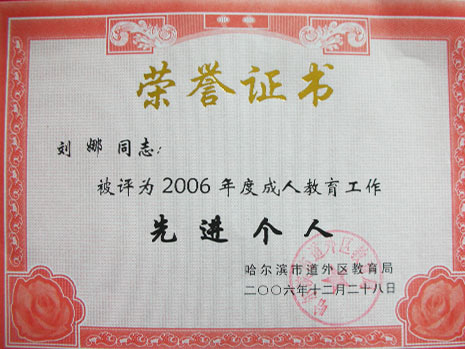 荣誉证书
刘娜 同志：
被评为2006年度成人教育工作
先进个人
哈尔滨市道外区教育局
二〇〇六年十二月二十八日